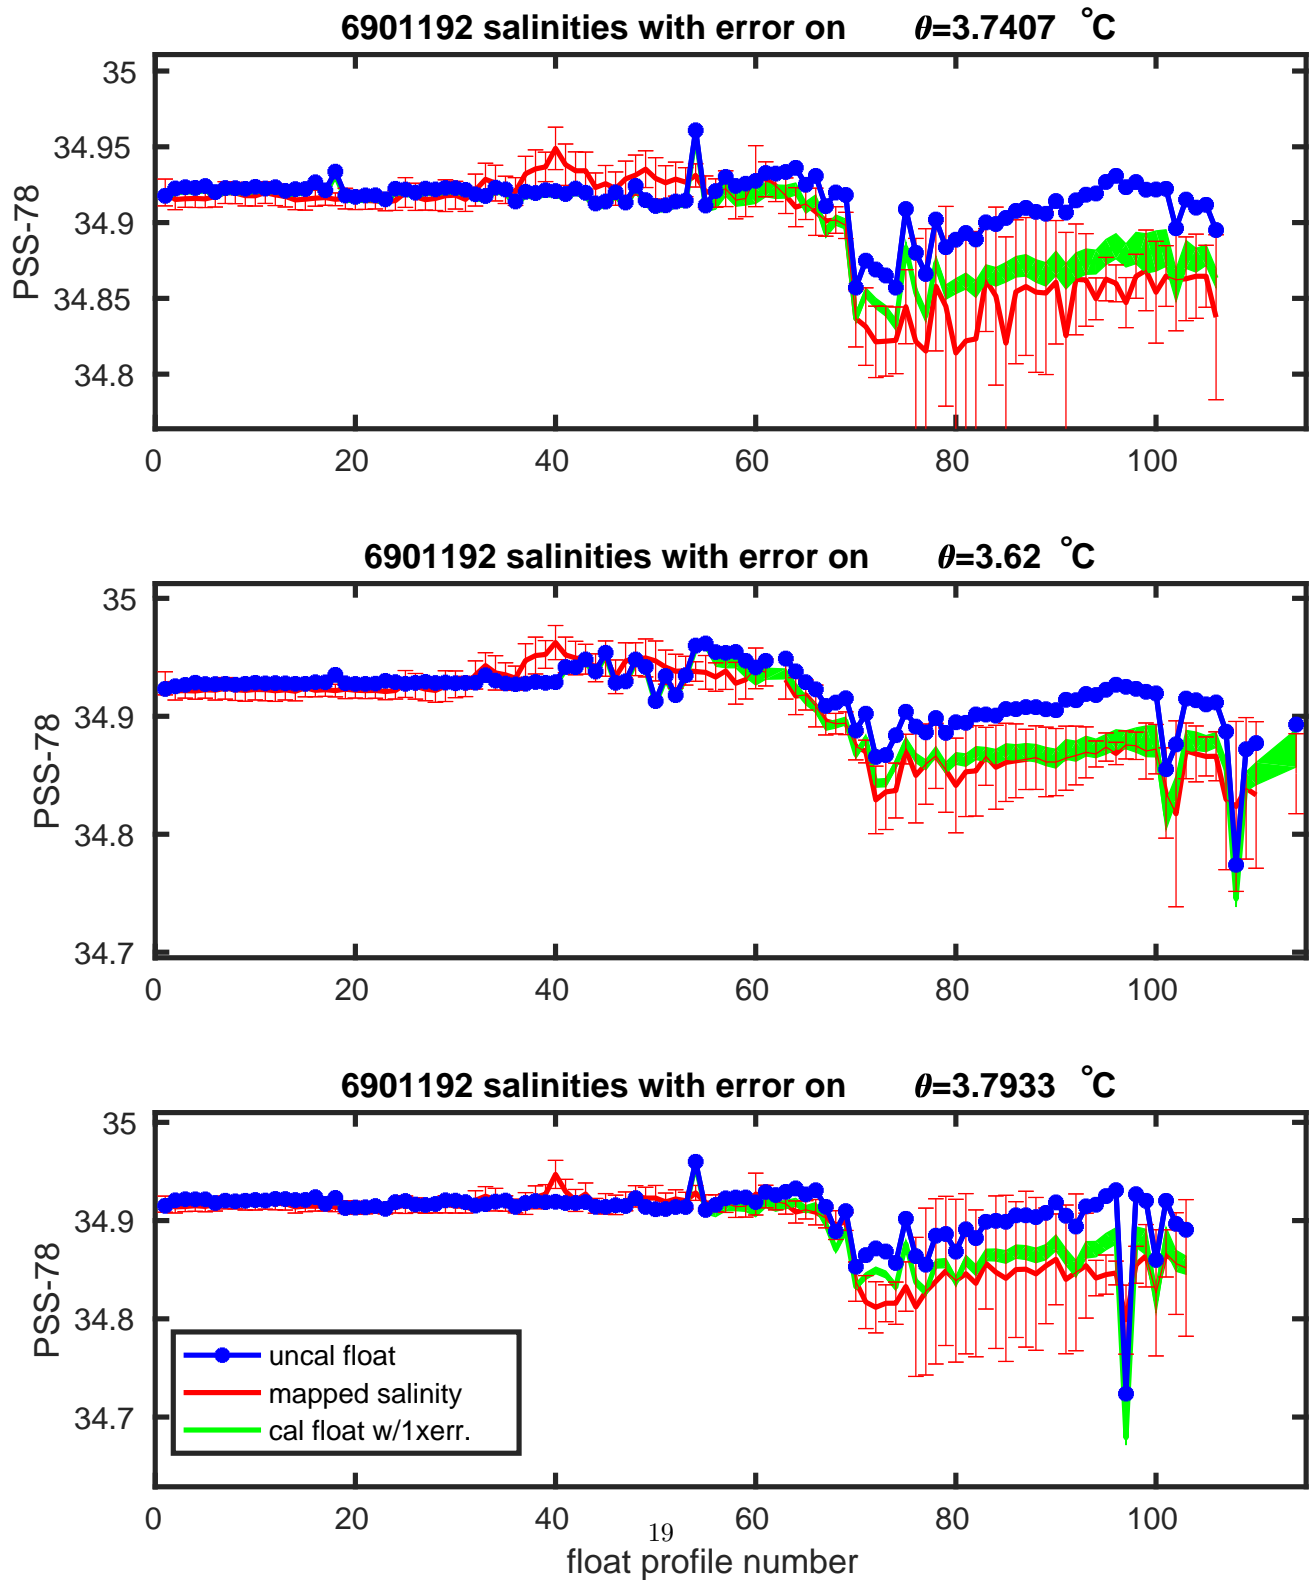 6901192 salinities with error on θ=3.7407 °C
PSS-78
35
34.95
34.9
34.85
34.8
0 20 40 60 80 100
6901192 salinities with error on θ=3.62 °C
PSS-78
35
34.9
34.8
34.7
0 20 40 60 80 100
6901192 salinities with error on θ=3.7933 °C
PSS-78
35
34.9
34.8
34.7
uncal float
mapped salinity
cal float w/1xerr.
0 20 40 60 80 100
19
float profile number